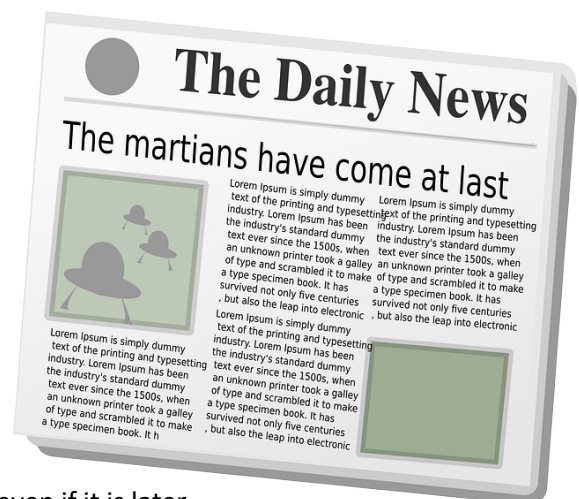 The Daily News
The martians have come at last
Lorem Ipsum is simply dummy
text of the printing and typesetting
industry. Lorem Ipsum has been
the industry's standard dummy
text ever since the 1500s, when
an unknown printer took a galley
of type and scrambled it to make
a type specimen book. It h
Lorem Ipsum is simply dummy
text of the printing and typesetting
industry. Lorem Ipsum has been
the industry's standard dummy
text ever since the 1500s, when
an unknown printer took a galley
of type and scrambled it to make
a type specimen book. It has
survived not only five centuries
, but also the leap into electronic
Lorem Ipsum is simply dummy
text of the printing and typesetting
industry. Lorem Ipsum has been
the industry's standard dummy
text ever since the 1500s, when
an unknown printer took a galley
of type and scrambled it to make
a type specimen book. It has
survived not only five centuries
, but also the leap into electronic
Lorem Ipsum is simply dummy
text of the printing and typesetting
industry. Lorem Ipsum has been
the industry's standard dummy
text ever since the 1500s, when
an unknown printer took a galley
of type and scrambled it to make
a type specimen book. It has
survived not only five centuries
, but also the leap into electronic
even if it is later